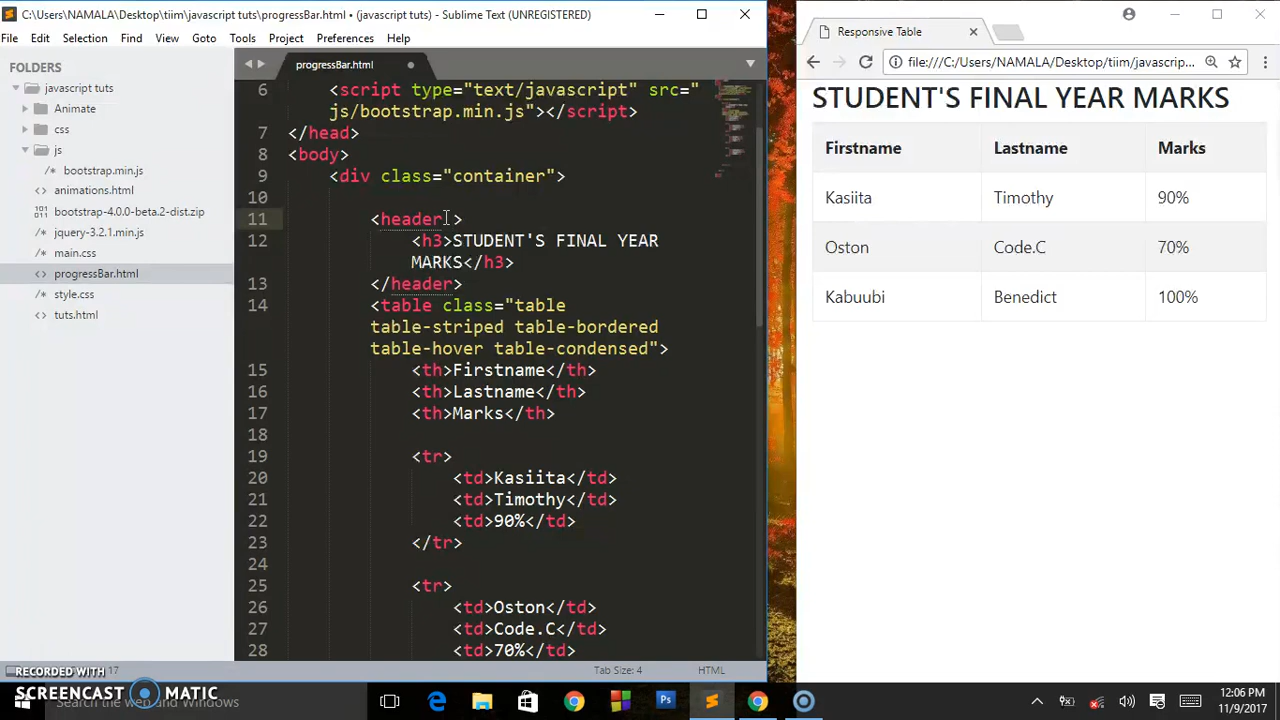 C:\Users\NAMALA\Desktop\tiim\javascript tuts\progressBar.html • (javascript tuts) - Sublime Text (UNREGISTERED)
File Edit Selection Find View Goto Tools Project Preferences Help
FOLDERS
javascript tuts
Animate
css
js
bootstrap.min.js
animations.html
bootstrap-4.0.0-beta.2-dist.zip
jquery-3.2.1.min.js
main.css
progressBar.html
style.css
tuts.html
progressBar.html
6 <script type="text/javascript" src="
js/bootstrap.min.js"></script>
7 </head>
8 <body>
9 <div class="container">
10
11 <header >
12 <h3>STUDENT'S FINAL YEAR
MARKS</h3>
13 </header>
14 <table class="table
table-striped table-bordered
table-hover table-condensed">
15 <th>Firstname</th>
16 <th>Lastname</th>
17 <th>Marks</th>
18
19 <tr>
20 <td>Kasiita</td>
21 <td>Timothy</td>
22 <td>90%</td>
23 </tr>
24
25 <tr>
26 <td>Oston</td>
27 <td>Code.C</td>
28 <td>70%</td>
17 Tab Size: 4 HTML
Responsive Table
file:///C:/Users/NAMALA/Desktop/tiim/javascrip...
STUDENT'S FINAL YEAR MARKS
Firstname Lastname Marks
Kasiita Timothy 90%
Oston Code.C 70%
Kabuubi Benedict 100%
RECORDED WITH
SCREENCAST MATIC
Search the web and Windows
12:06 PM
11/9/2017